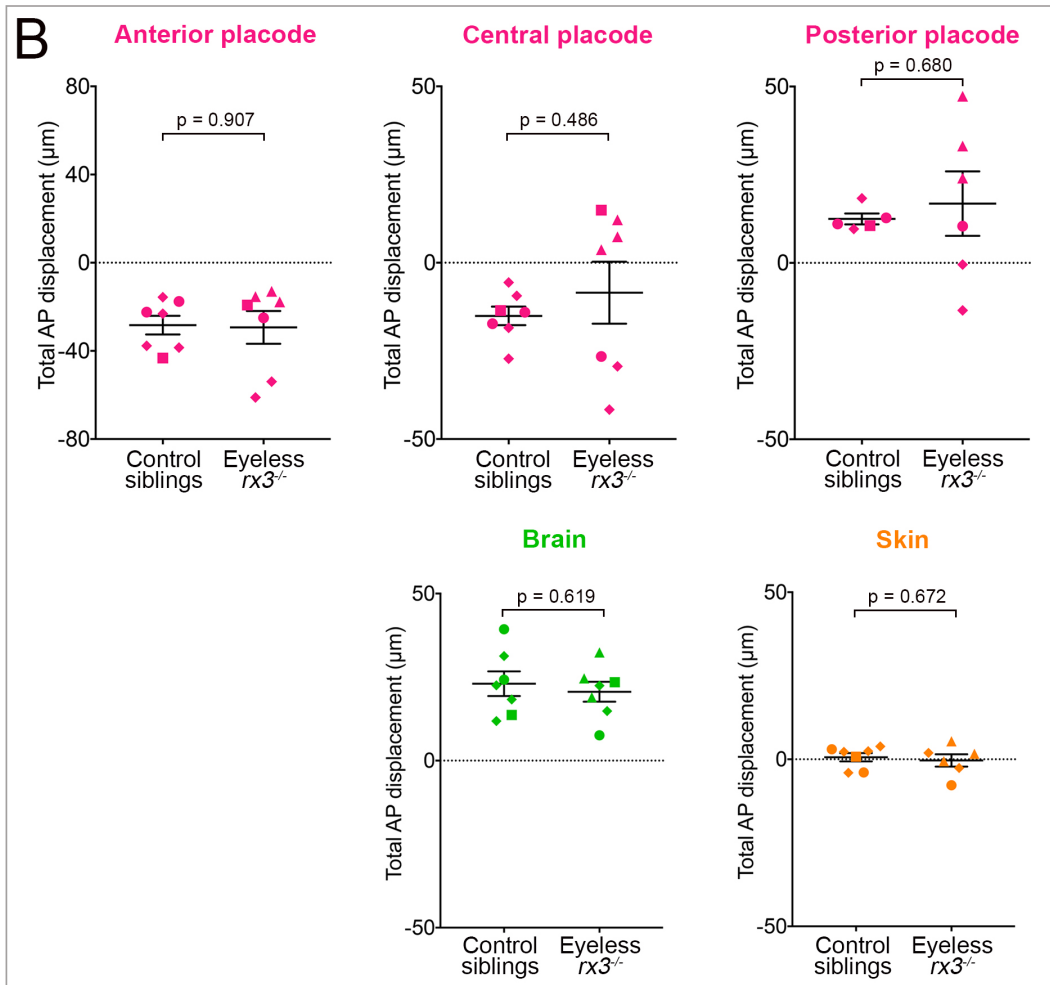 B
Anterior placode
Central placode
Posterior placode
Total AP displacement (μm)
80
40
0
-40
-80
p = 0.907
Control
siblings
Eyeless
rx3-/-
Total AP displacement (μm)
50
0
-50
p = 0.486
Control
siblings
Eyeless
rx3-/-
Total AP displacement (μm)
50
0
-50
p = 0.680
Control
siblings
Eyeless
rx3-/-
Brain
Total AP displacement (μm)
50
0
-50
p = 0.619
Control
siblings
Eyeless
rx3-/-
Skin
Total AP displacement (μm)
50
0
-50
p = 0.672
Control
siblings
Eyeless
rx3-/-